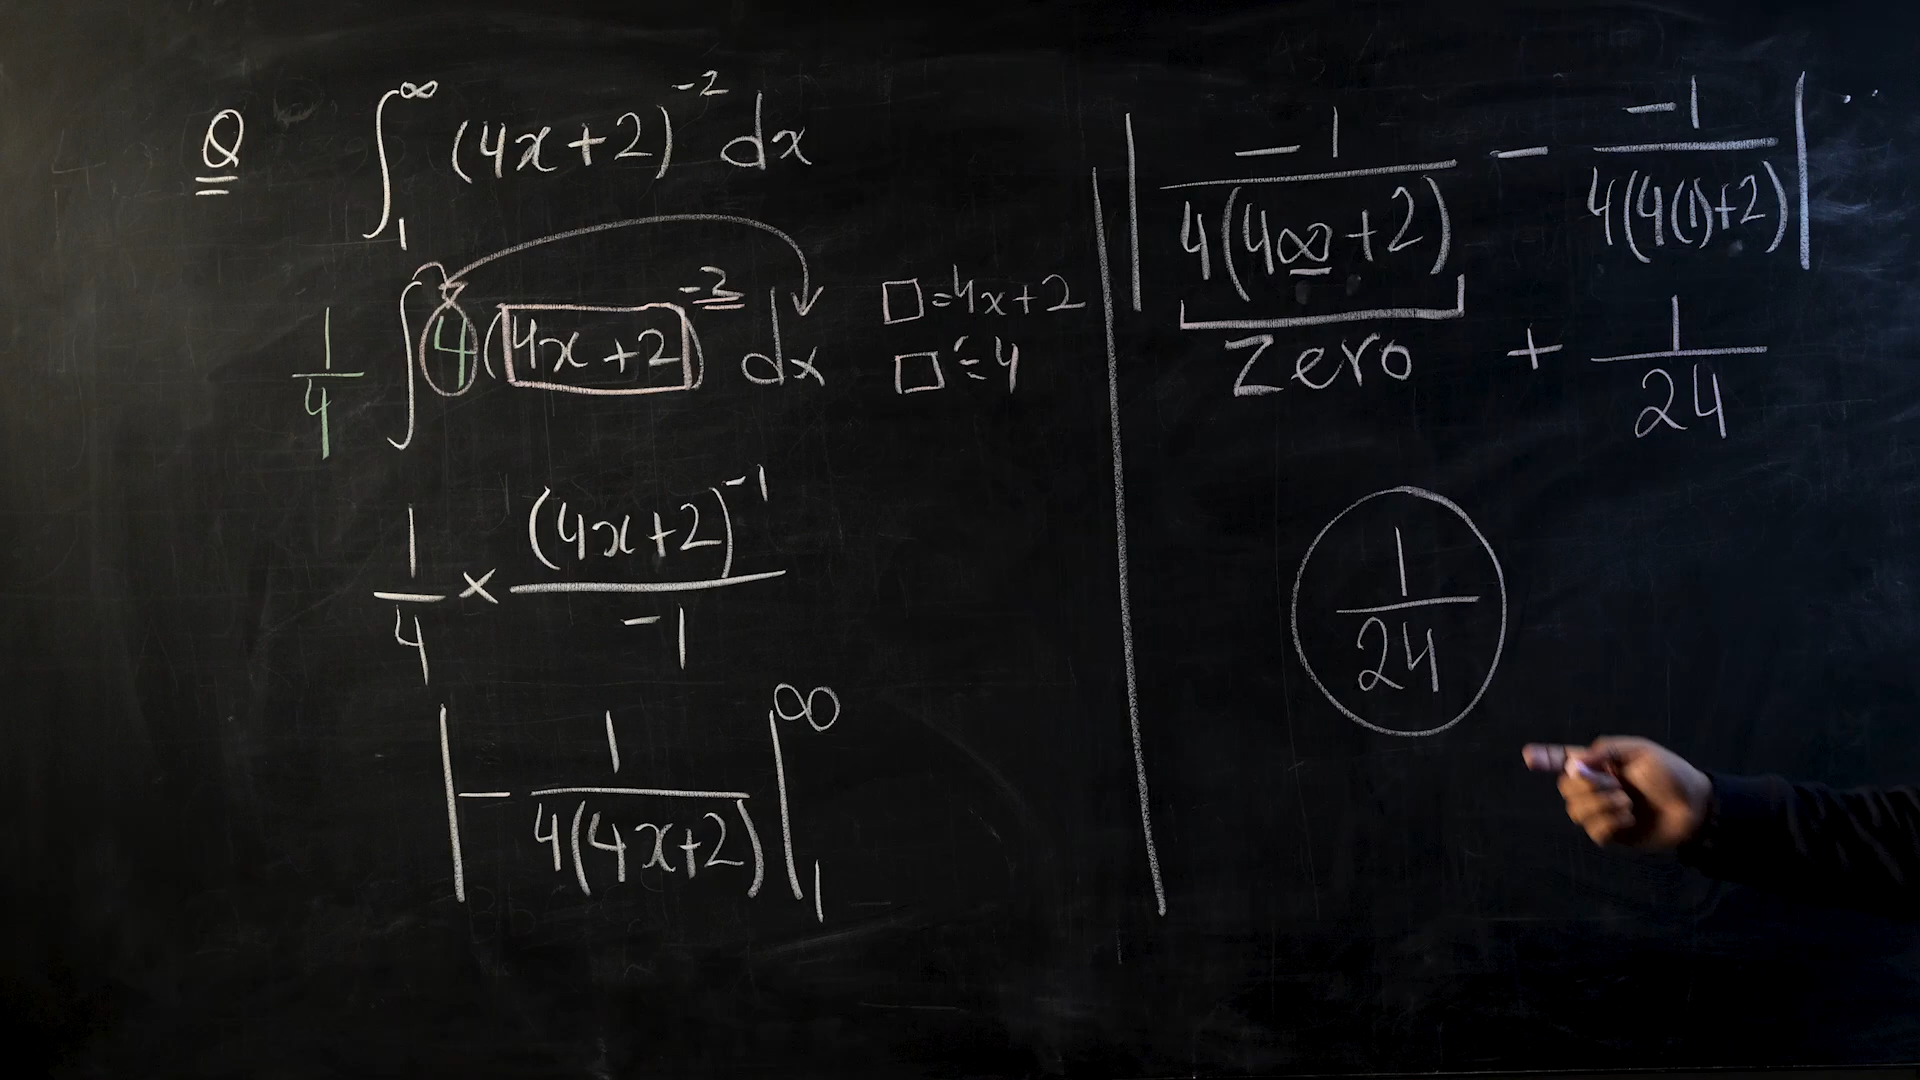 Q ∫₁^∞ (4x+2)^-2 dx
1/4 ∫ 4(4x+2)^-2 dx □=4x+2
□′=4
1/4 × (4x+2)^-1/-1
|-1/4(4x+2)|₁^∞
|-1/4(4∞+2) - -1/4(4(1)+2)|
Zero + 1/24
1/24